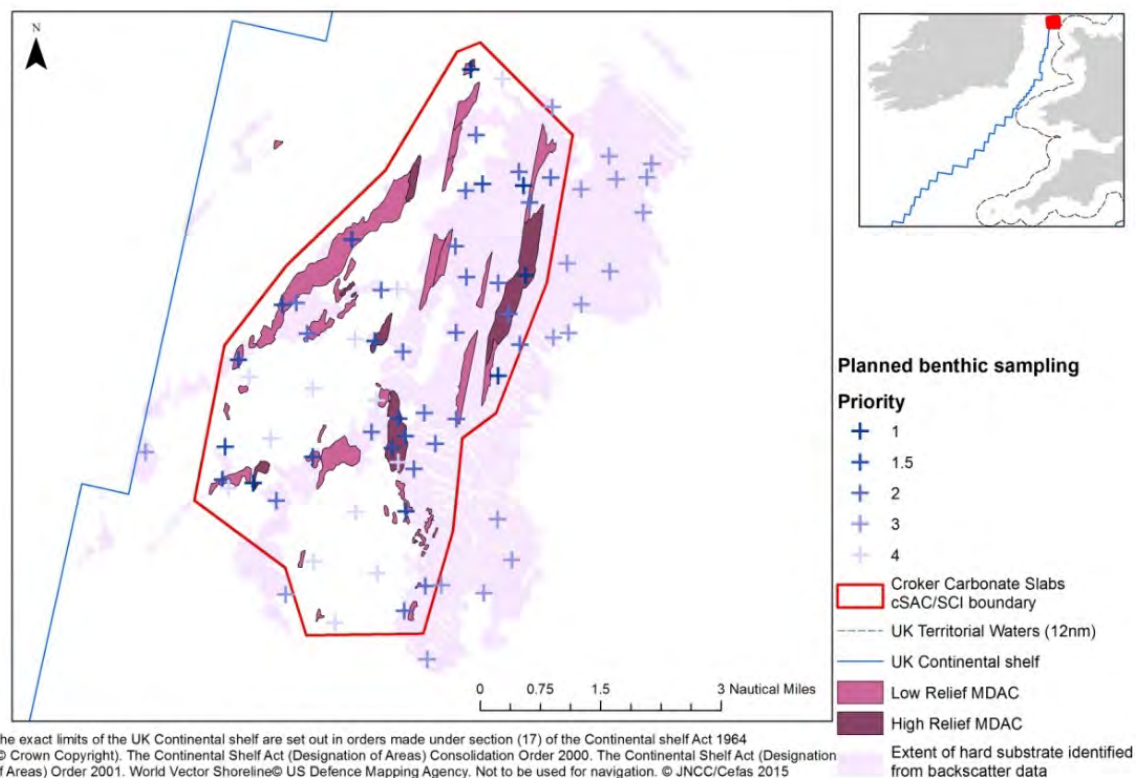 N
Planned benthic sampling
Priority
1
1.5
2
3
4
Croker Carbonate Slabs
cSAC/SCI boundary
UK Territorial Waters (12nm)
UK Continental shelf
Low Relief MDAC
High Relief MDAC
Extent of hard substrate identified
from backscatter data
0 0.75 1.5 3 Nautical Miles
he exact limits of the UK Continental shelf are set out in orders made under section (17) of the Continental shelf Act 1964
© Crown Copyright). The Continental Shelf Act (Designation of Areas) Consolidation Order 2000. The Continental Shelf Act (Designation
of Areas) Order 2001. World Vector Shoreline© US Defence Mapping Agency. Not to be used for navigation. © JNCC/Cefas 2015